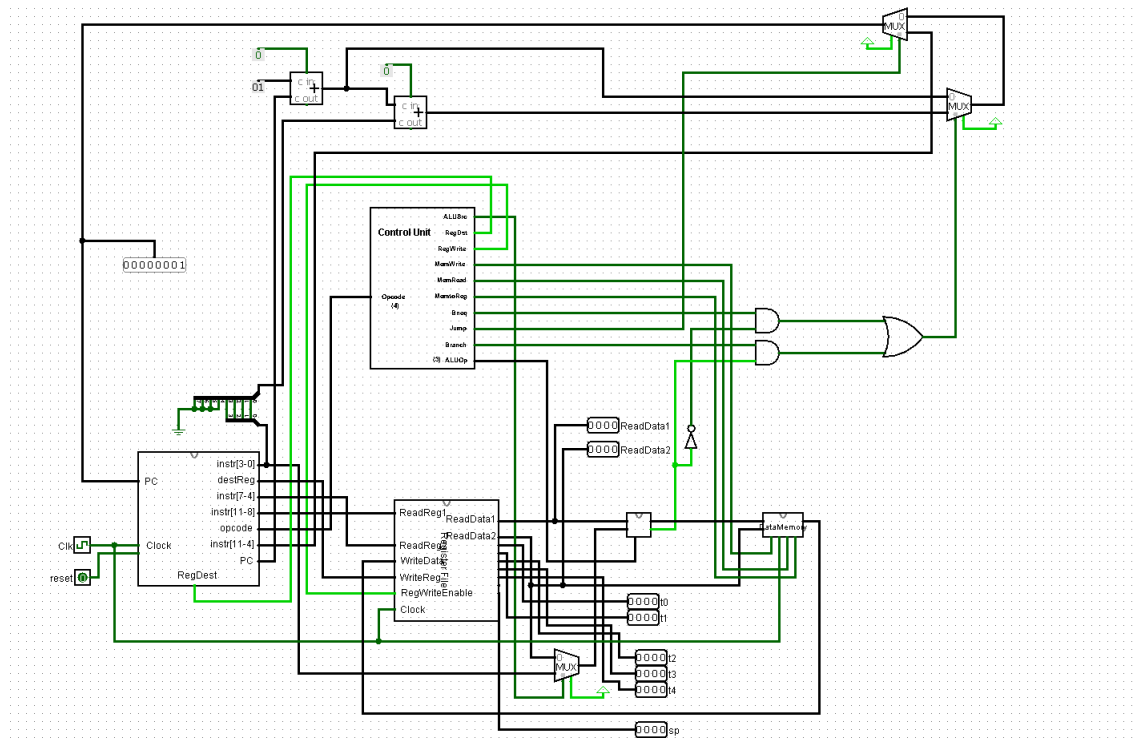 0
MUX
0
c in
+
c out
01
0
c in
+
c out
0
MUX
Control Unit
ALUSrc
RegDst
RegWrite
MemWrite
MemRead
MemtoReg
Opcode
(4)
Bneq
Jump
Branch
(3) ALUOp
00000001
0000 ReadData1
0000 ReadData2
PC
Clock
instr[3-0]
destReg
instr[7-4]
instr[11-8]
opcode
instr[11-4]
PC
RegDest
Clk
reset
ReadReg1
ReadData1
ReadData2
ReadReg
WriteData
WriteReg
RegWriteEnable
Clock
Register File
DataMemory
0000 t0
0000 t1
0000 t2
0000 t3
0000 t4
0
MUX
0000 sp